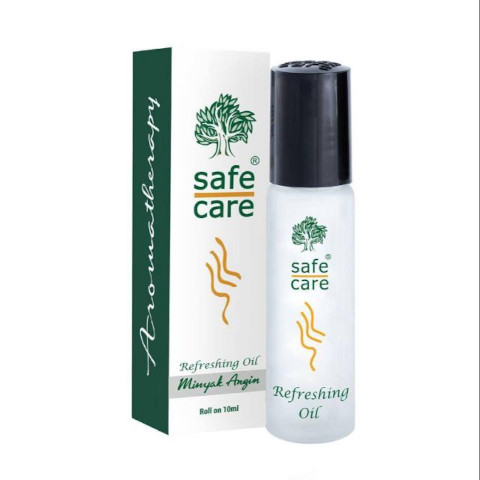 Aromatherapy
safe
care
®
Refreshing Oil
Minyak Angin
Roll on 10ml
safe
care
®
Refreshing
Oil